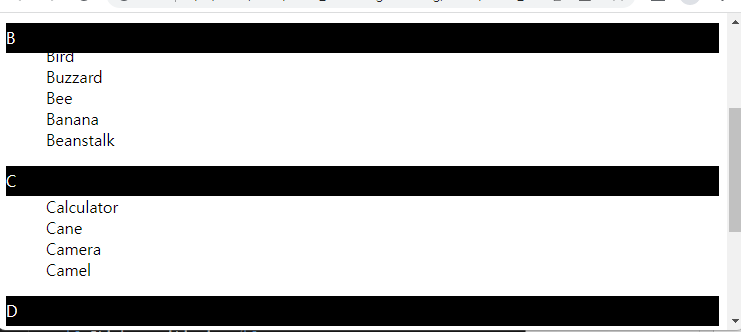 B
Bird
Buzzard
Bee
Banana
Beanstalk
C
Calculator
Cane
Camera
Camel
D